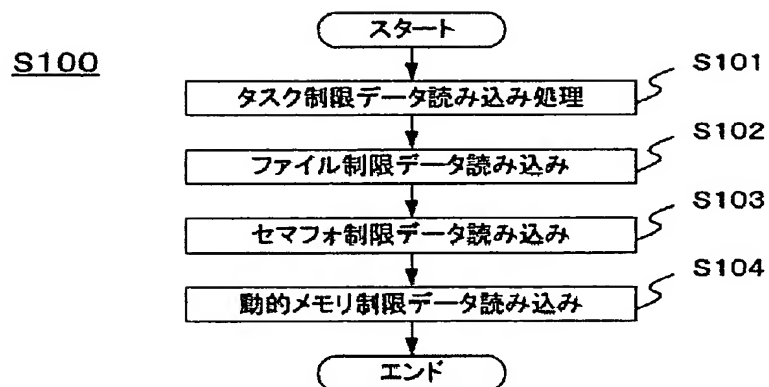 スタート
S100
S101
タスク制限データ読み込み処理
S102
ファイル制限データ読み込み
S103
セマフォ制限データ読み込み
S104
動的メモリ制限データ読み込み
エンド